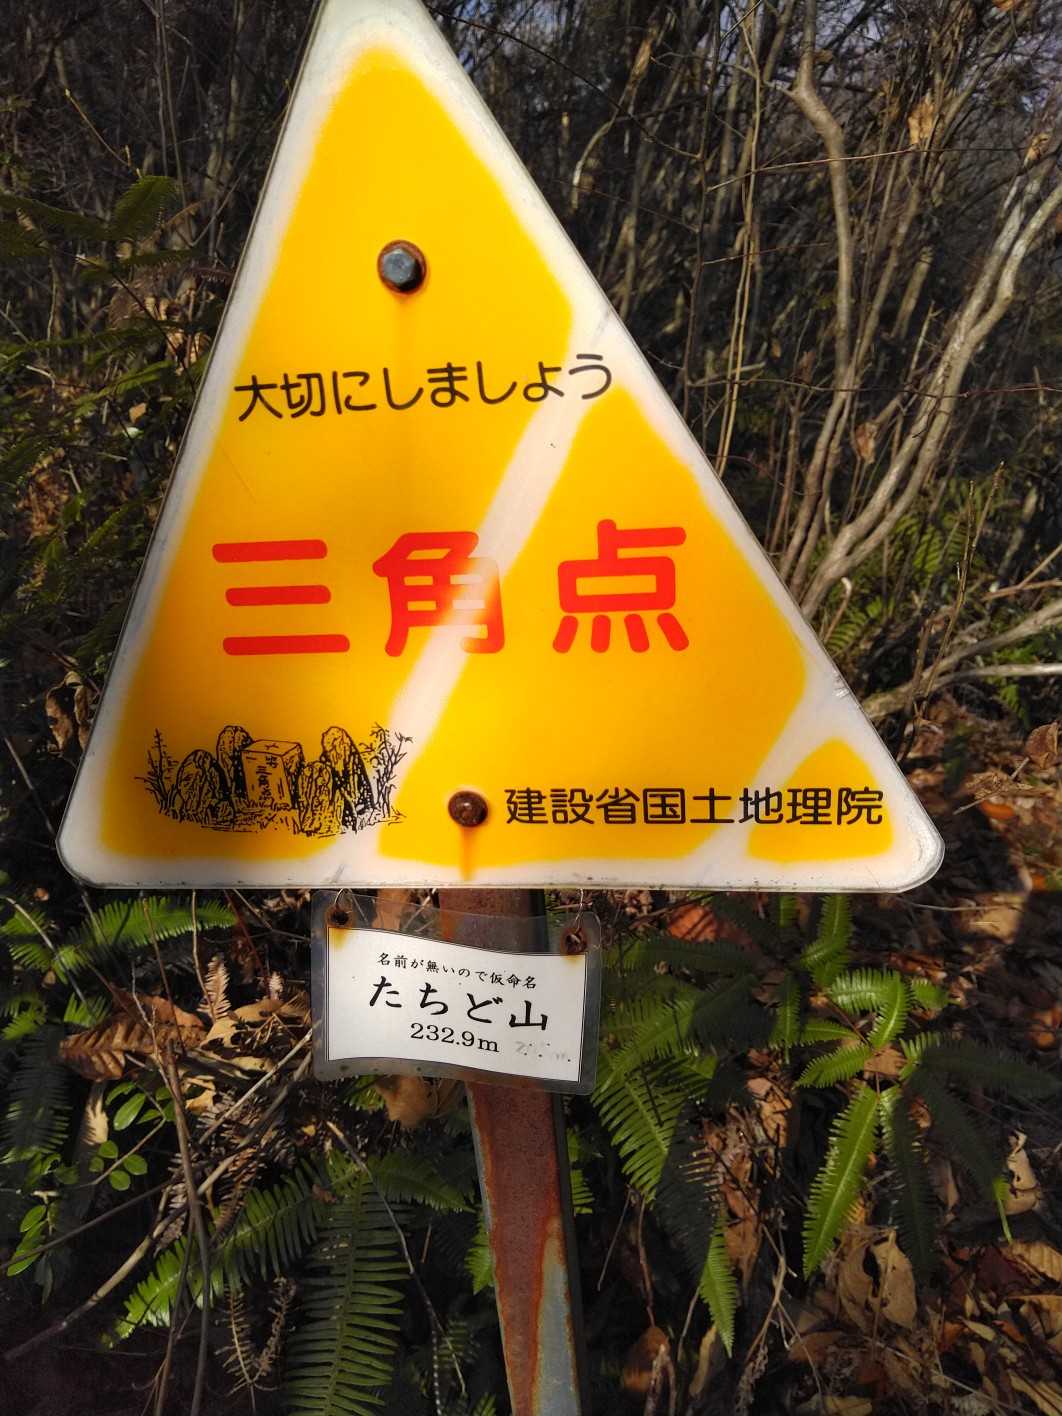 大切にしましょう
三角点
建設省国土地理院
名前が無いので仮命名
たちど山
232.9m